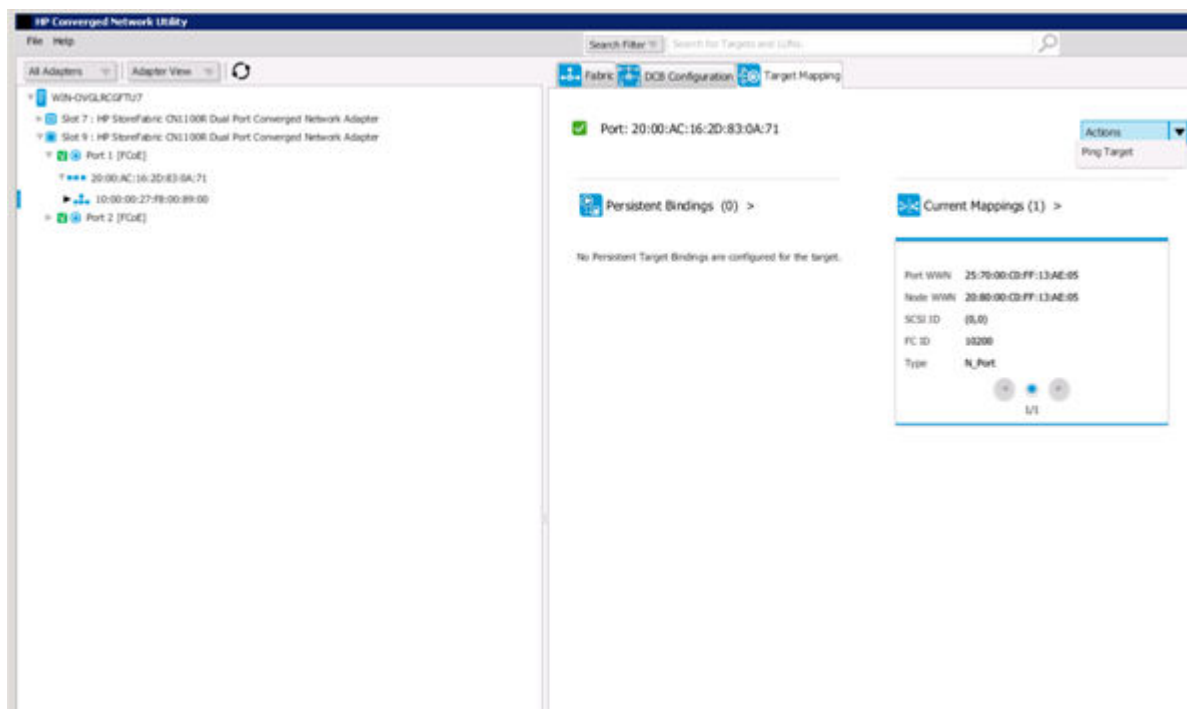 HP Converged Network Utility
File Help
Search Filter Search for Targets and LUNs.
All Adapters Adapter View
Fabric DCB Configuration Target Mapping
WIN-OVGLRCGFTU7
Slot 7 : HP StoreFabric CN1100R Dual Port Converged Network Adapter
Slot 9 : HP StoreFabric CN1100R Dual Port Converged Network Adapter
Port 1 [FCoE]
20:00:AC:16:2D:83:0A:71
10:00:00:27:F8:00:89:00
Port 2 [FCoE]
Port: 20:00:AC:16:2D:83:0A:71
Actions
Ping Target
Persistent Bindings (0) >
No Persistent Target Bindings are configured for the target.
Current Mappings (1) >
Port WWN 25:70:00:C0:FF:13:AE:05
Node WWN 20:80:00:C0:FF:13:AE:05
SCSI ID (0,0)
FC ID 10200
Type N_Port
1/1